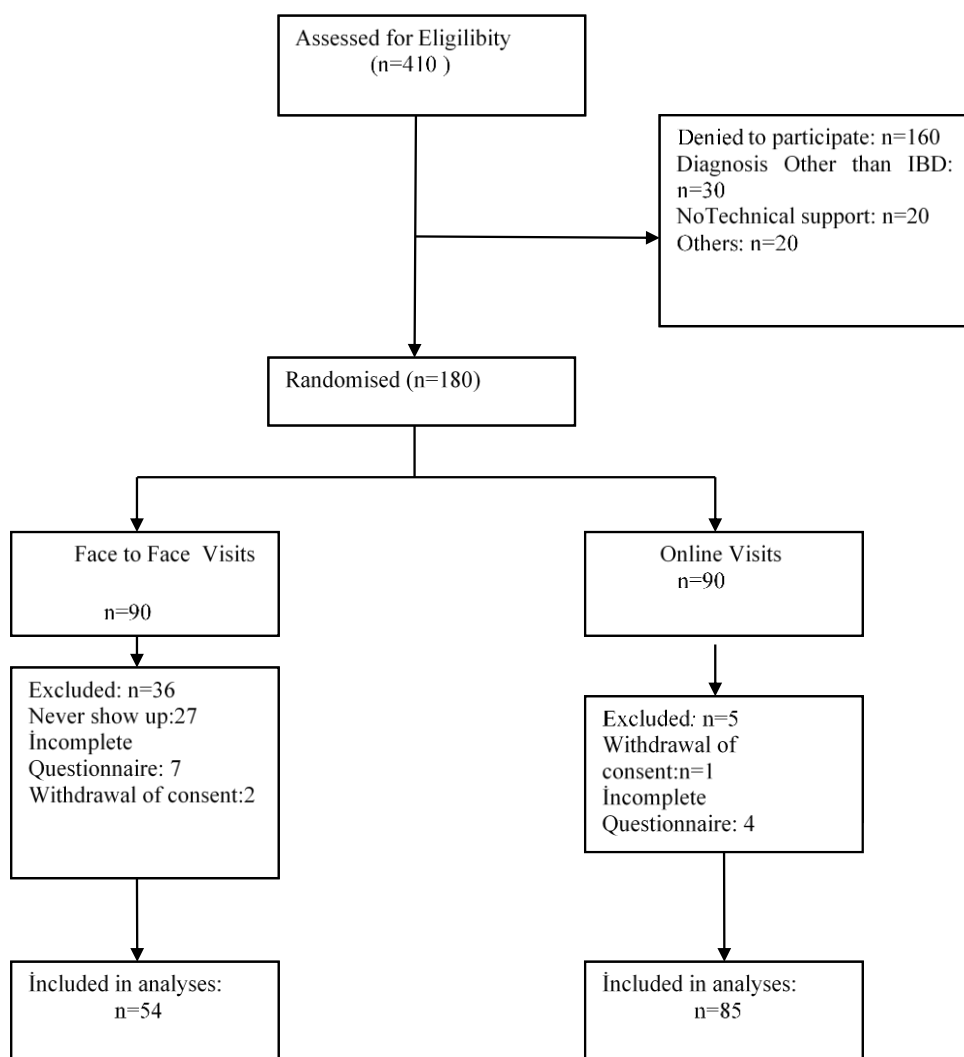 Assessed for Eligilibity
(n=410 )
Denied to participate: n=160
Diagnosis Other than IBD:
n=30
NoTechnical support: n=20
Others: n=20
Randomised (n=180)
Face to Face Visits
n=90
Online Visits
n=90
Excluded: n=36
Never show up:27
İncomplete
Questionnaire: 7
Withdrawal of consent:2
Excluded: n=5
Withdrawal of
consent:n=1
İncomplete
Questionnaire: 4
İncluded in analyses:
n=54
İncluded in analyses:
n=85